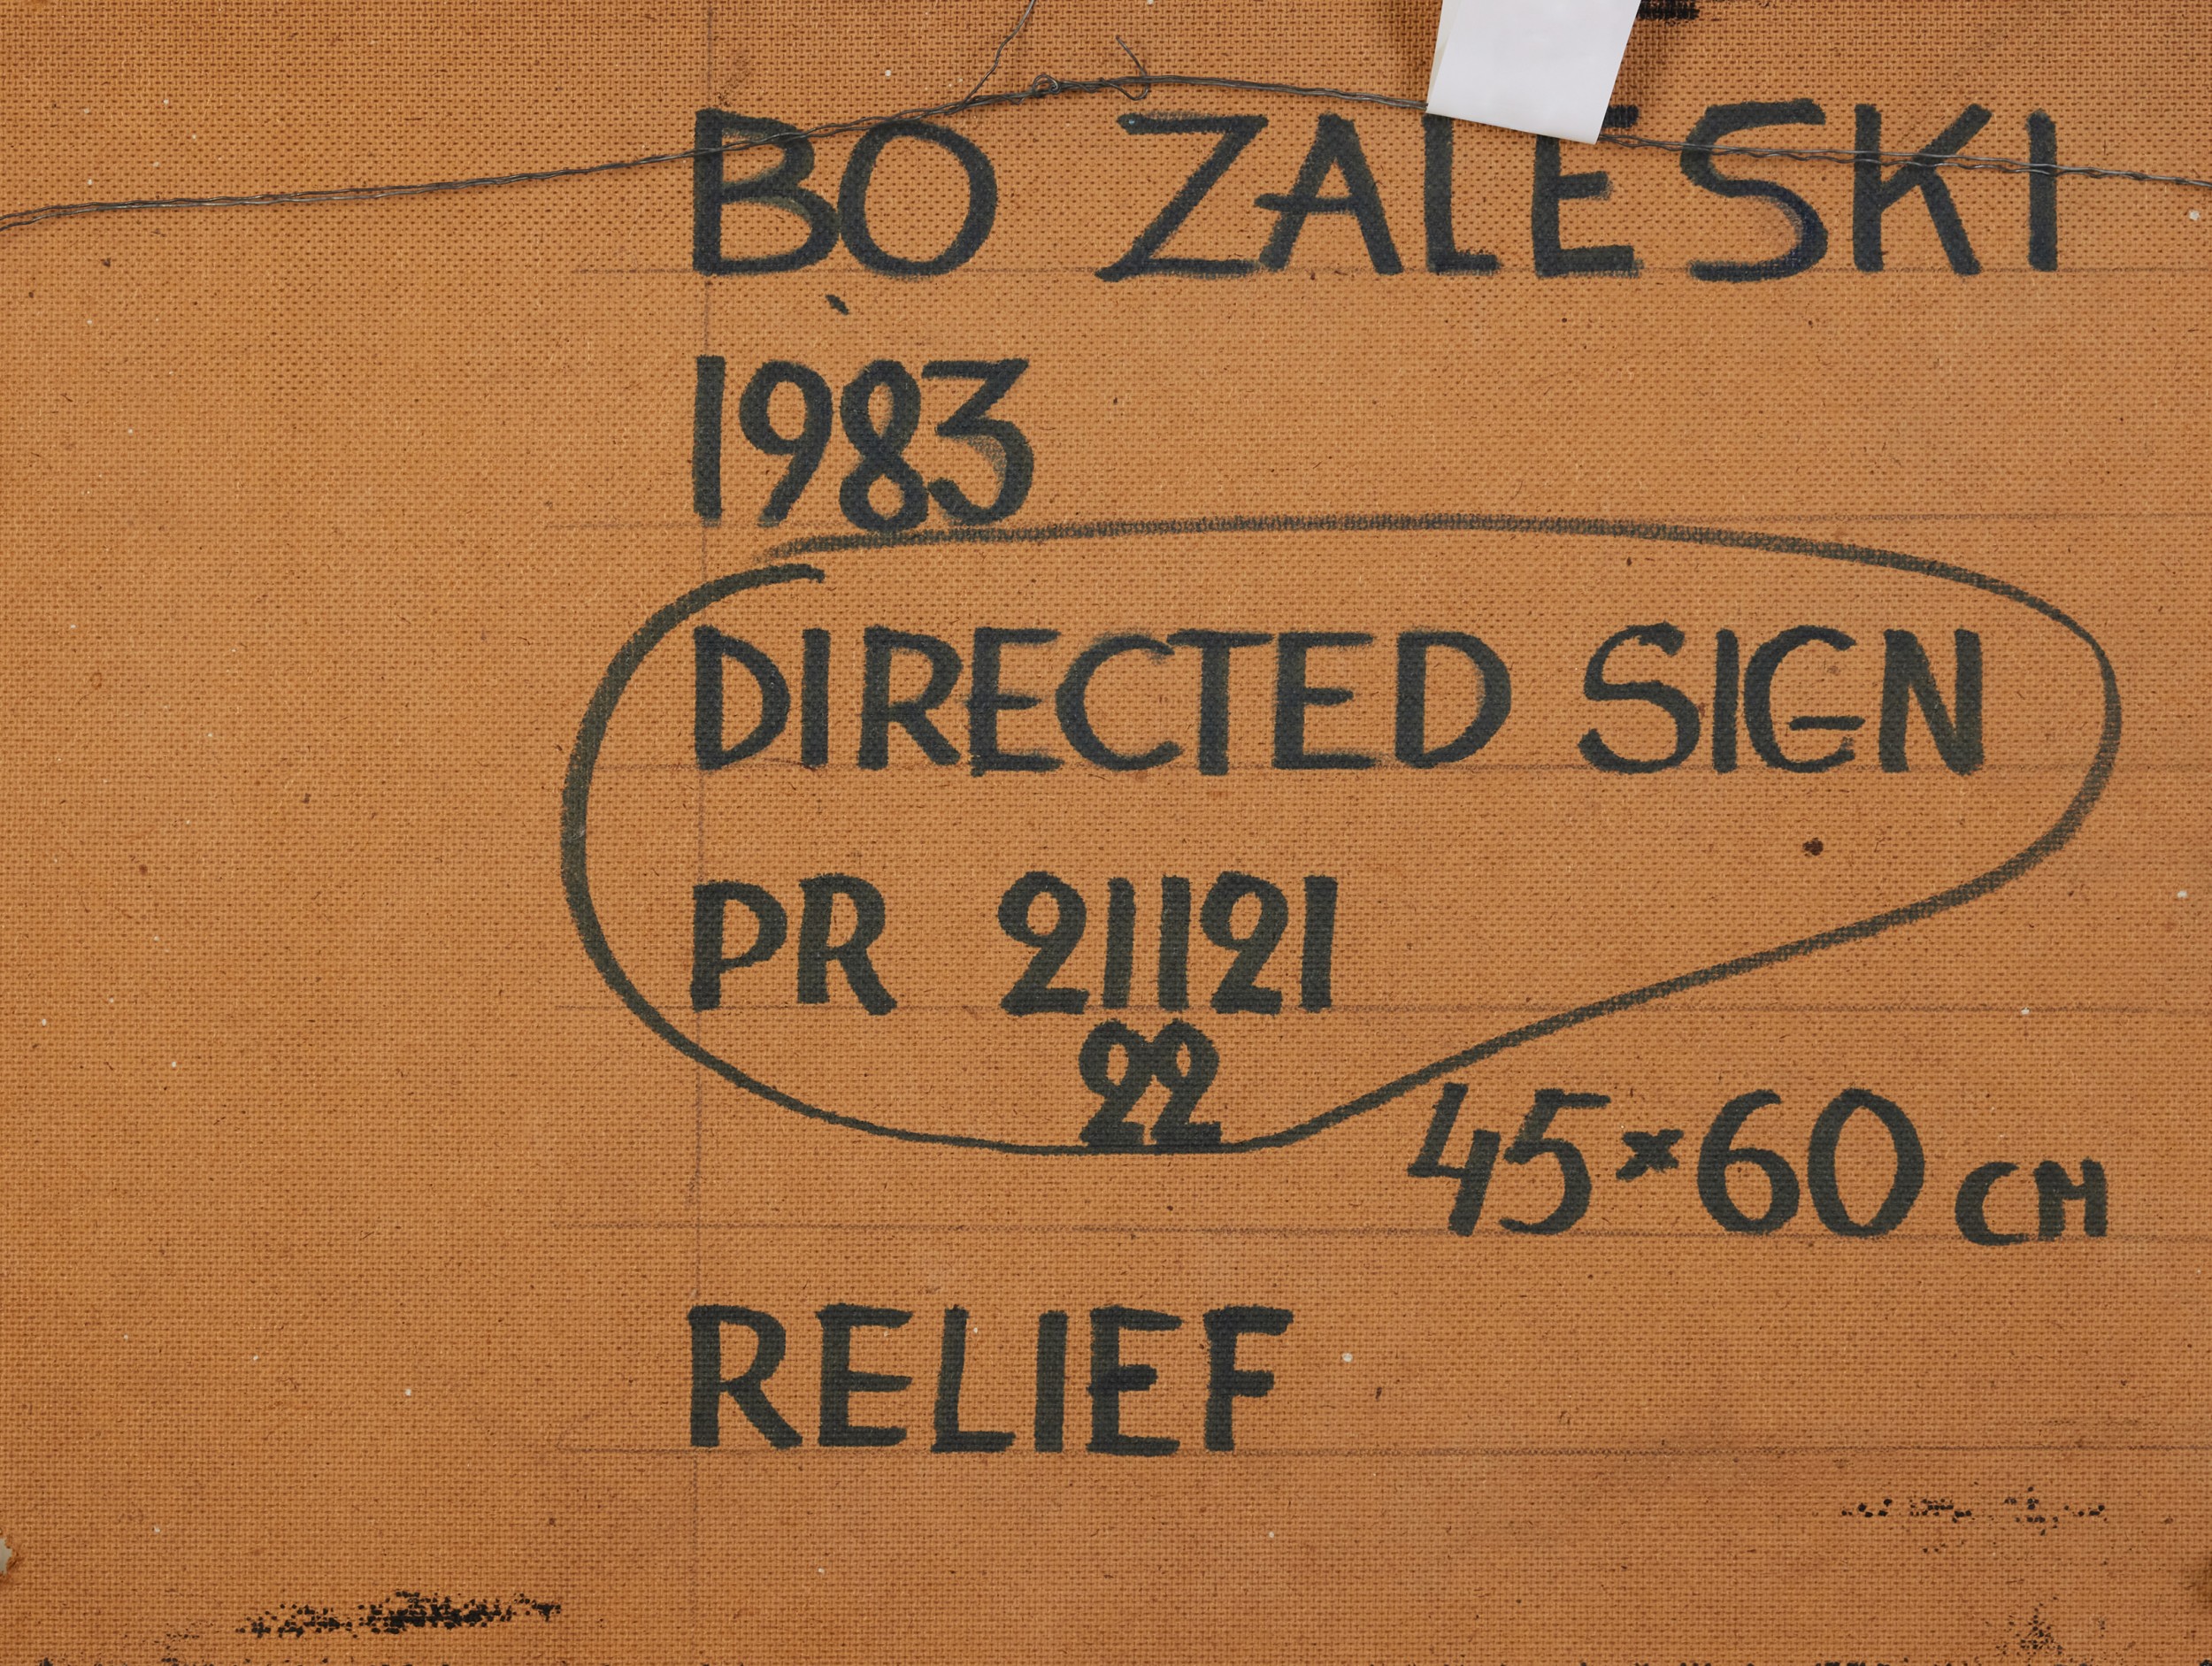 BO ZALESKI
1983
DIRECTED SIGN
PR 21121
22
45×60 CM
RELIEF